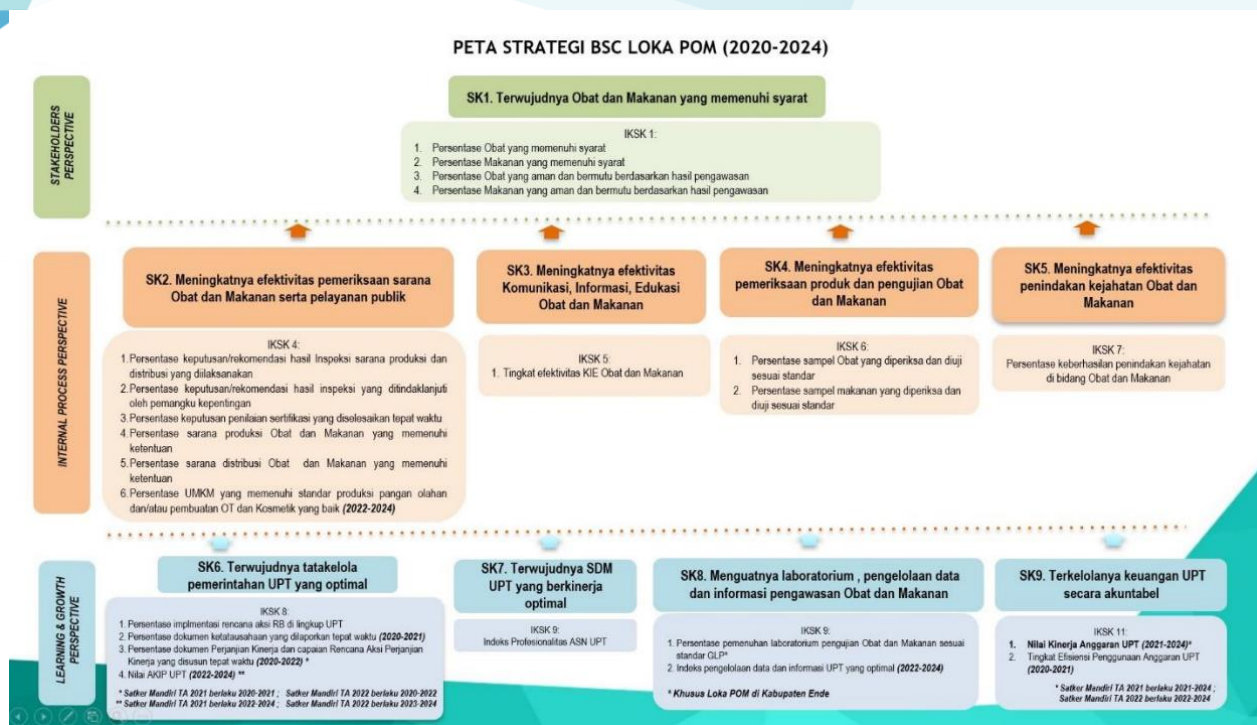 PETA STRATEGI BSC LOKA POM (2020-2024)
STAKEHOLDERS
PERSPECTIVE
SK1. Terwujudnya Obat dan Makanan yang memenuhi syarat
IKSK 1:
1. Persentase Obat yang memenuhi syarat
2. Persentase Makanan yang memenuhi syarat
3. Persentase Obat yang aman dan bermutu berdasarkan hasil pengawasan
4. Persentase Makanan yang aman dan bermutu berdasarkan hasil pengawasan
INTERNAL PROCESS PERSPECTIVE
SK2. Meningkatnya efektivitas pemeriksaan sarana
Obat dan Makanan serta pelayanan publik
IKSK 4:
1. Persentase keputusan/rekomendasi hasil Inspeksi sarana produksi dan
distribusi yang dilaksanakan
2. Persentase keputusan/rekomendasi hasil inspeksi yang ditindaklanjuti
oleh pemangku kepentingan
3. Persentase keputusan penilaian sertifikasi yang diselesaikan tepat waktu
4. Persentase sarana produksi Obat dan Makanan yang memenuhi
ketentuan
5. Persentase sarana distribusi Obat dan Makanan yang memenuhi
ketentuan
6. Persentase UMKM yang memenuhi standar produksi pangan olahan
dan/atau pembuatan OT dan Kosmetik yang baik (2022-2024)
SK3. Meningkatnya efektivitas
Komunikasi, Informasi, Edukasi
Obat dan Makanan
IKSK 5:
1. Tingkat efektivitas KIE Obat dan Makanan
SK4. Meningkatnya efektivitas
pemeriksaan produk dan pengujian Obat
dan Makanan
IKSK 6:
1. Persentase sampel Obat yang diperiksa dan diuji
sesuai standar
2. Persentase sampel makanan yang diperiksa dan
diuji sesuai standar
SK5. Meningkatnya efektivitas
penindakan kejahatan Obat dan
Makanan
IKSK 7:
Persentase keberhasilan penindakan kejahatan
di bidang Obat dan Makanan
LEARNING & GROWTH
PERSPECTIVE
SK6. Terwujudnya tatakelola
pemerintahan UPT yang optimal
IKSK 8:
1. Persentase implmentasi rencana aksi RB di lingkup UPT
2. Persentase dokumen ketatausahaan yang dilaporkan tepat waktu (2020-2021)
3. Persentase dokumen Perjanjian Kinerja dan capaian Rencana Aksi Perjanjian
Kinerja yang disusun tepat waktu (2020-2022) *
4. Nilai AKIP UPT (2022-2024) **
* Satker Mandiri TA 2021 berlaku 2020-2021 ; Satker Mandiri TA 2022 berlaku 2020-2022
** Satker Mandiri TA 2021 berlaku 2022-2024 ; Satker Mandiri TA 2022 berlaku 2023-2024
SK7. Terwujudnya SDM
UPT yang berkinerja
optimal
IKSK 9:
Indeks Profesionalitas ASN UPT
SK8. Menguatnya laboratorium , pengelolaan data
dan informasi pengawasan Obat dan Makanan
IKSK 9:
1. Persentase pemenuhan laboratorium pengujian Obat dan Makanan sesuai
standar GLP*
2. Indeks pengelolaan data dan informasi UPT yang optimal (2022-2024)
* Khusus Loka POM di Kabupaten Ende
SK9. Terkelolanya keuangan UPT
secara akuntabel
IKSK 11:
1. Nilai Kinerja Anggaran UPT (2021-2024)*
2. Tingkat Efisiensi Penggunaan Anggaran UPT
(2020-2021)
* Satker Mandiri TA 2021 berlaku 2021-2024 ;
Satker Mandiri TA 2022 berlaku 2022-2024